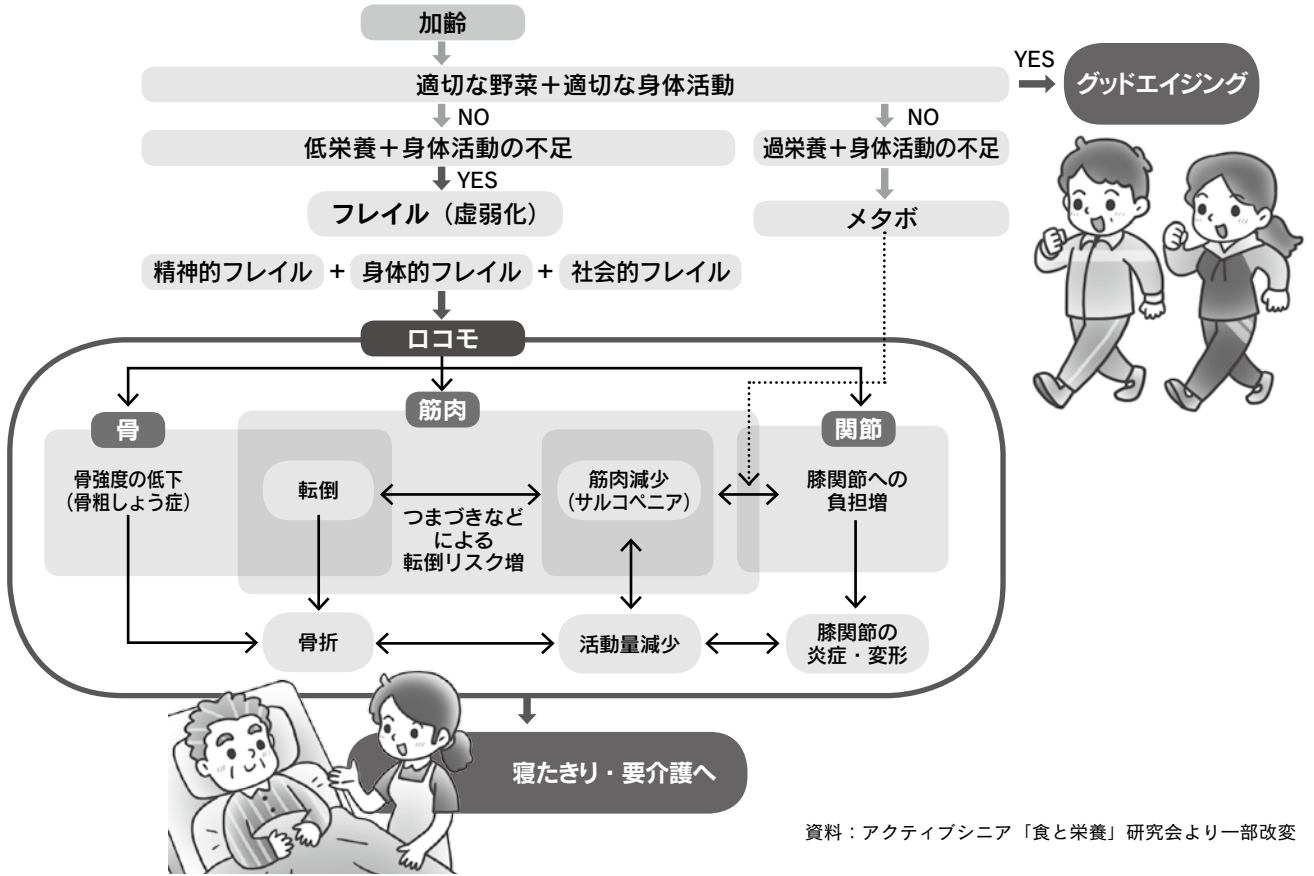 加齢
適切な野菜＋適切な身体活動
YES
グッドエイジング
NO
NO
低栄養＋身体活動の不足
過栄養＋身体活動の不足
YES
フレイル（虚弱化）
メタボ
精神的フレイル + 身体的フレイル + 社会的フレイル
ロコモ
骨
筋肉
関節
骨強度の低下
（骨粗しょう症）
転倒
つまづきなど
による
転倒リスク増
筋肉減少
（サルコペニア）
膝関節への
負担増
骨折
活動量減少
膝関節の
炎症・変形
寝たきり・要介護へ
資料：アクティブシニア「食と栄養」研究会より一部改変